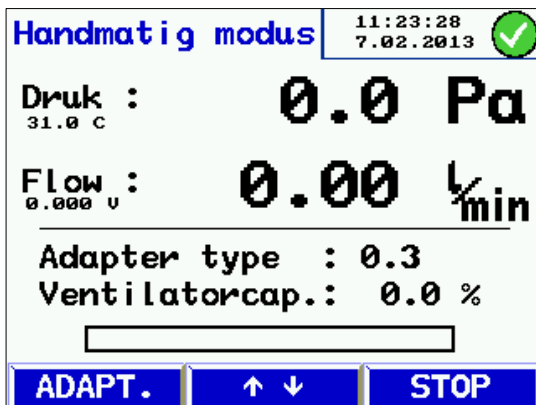 Handmatig modus
11:23:28
7.02.2013
Druk : 0.0 Pa
31.0 C
Flow : 0.00 L/min
0.000 V
Adapter type : 0.3
Ventilatorcap.: 0.0 %
ADAPT. ↑ ↓ STOP